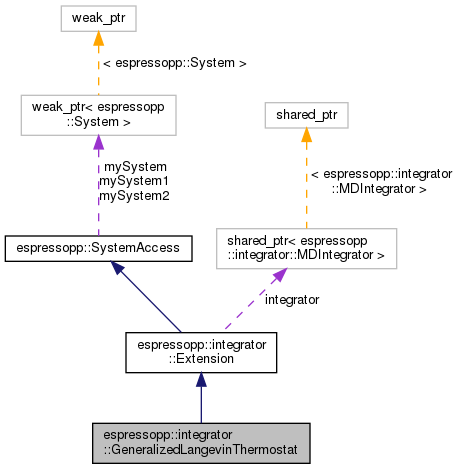 weak_ptr
< espressopp::System >
weak_ptr< espressopp
::System >
shared_ptr
mySystem
mySystem1
mySystem2
< espressopp::integrator
::MDIntegrator >
espressopp::SystemAccess
shared_ptr< espressopp
::integrator::MDIntegrator >
integrator
espressopp::integrator
::Extension
espressopp::integrator
::GeneralizedLangevinThermostat